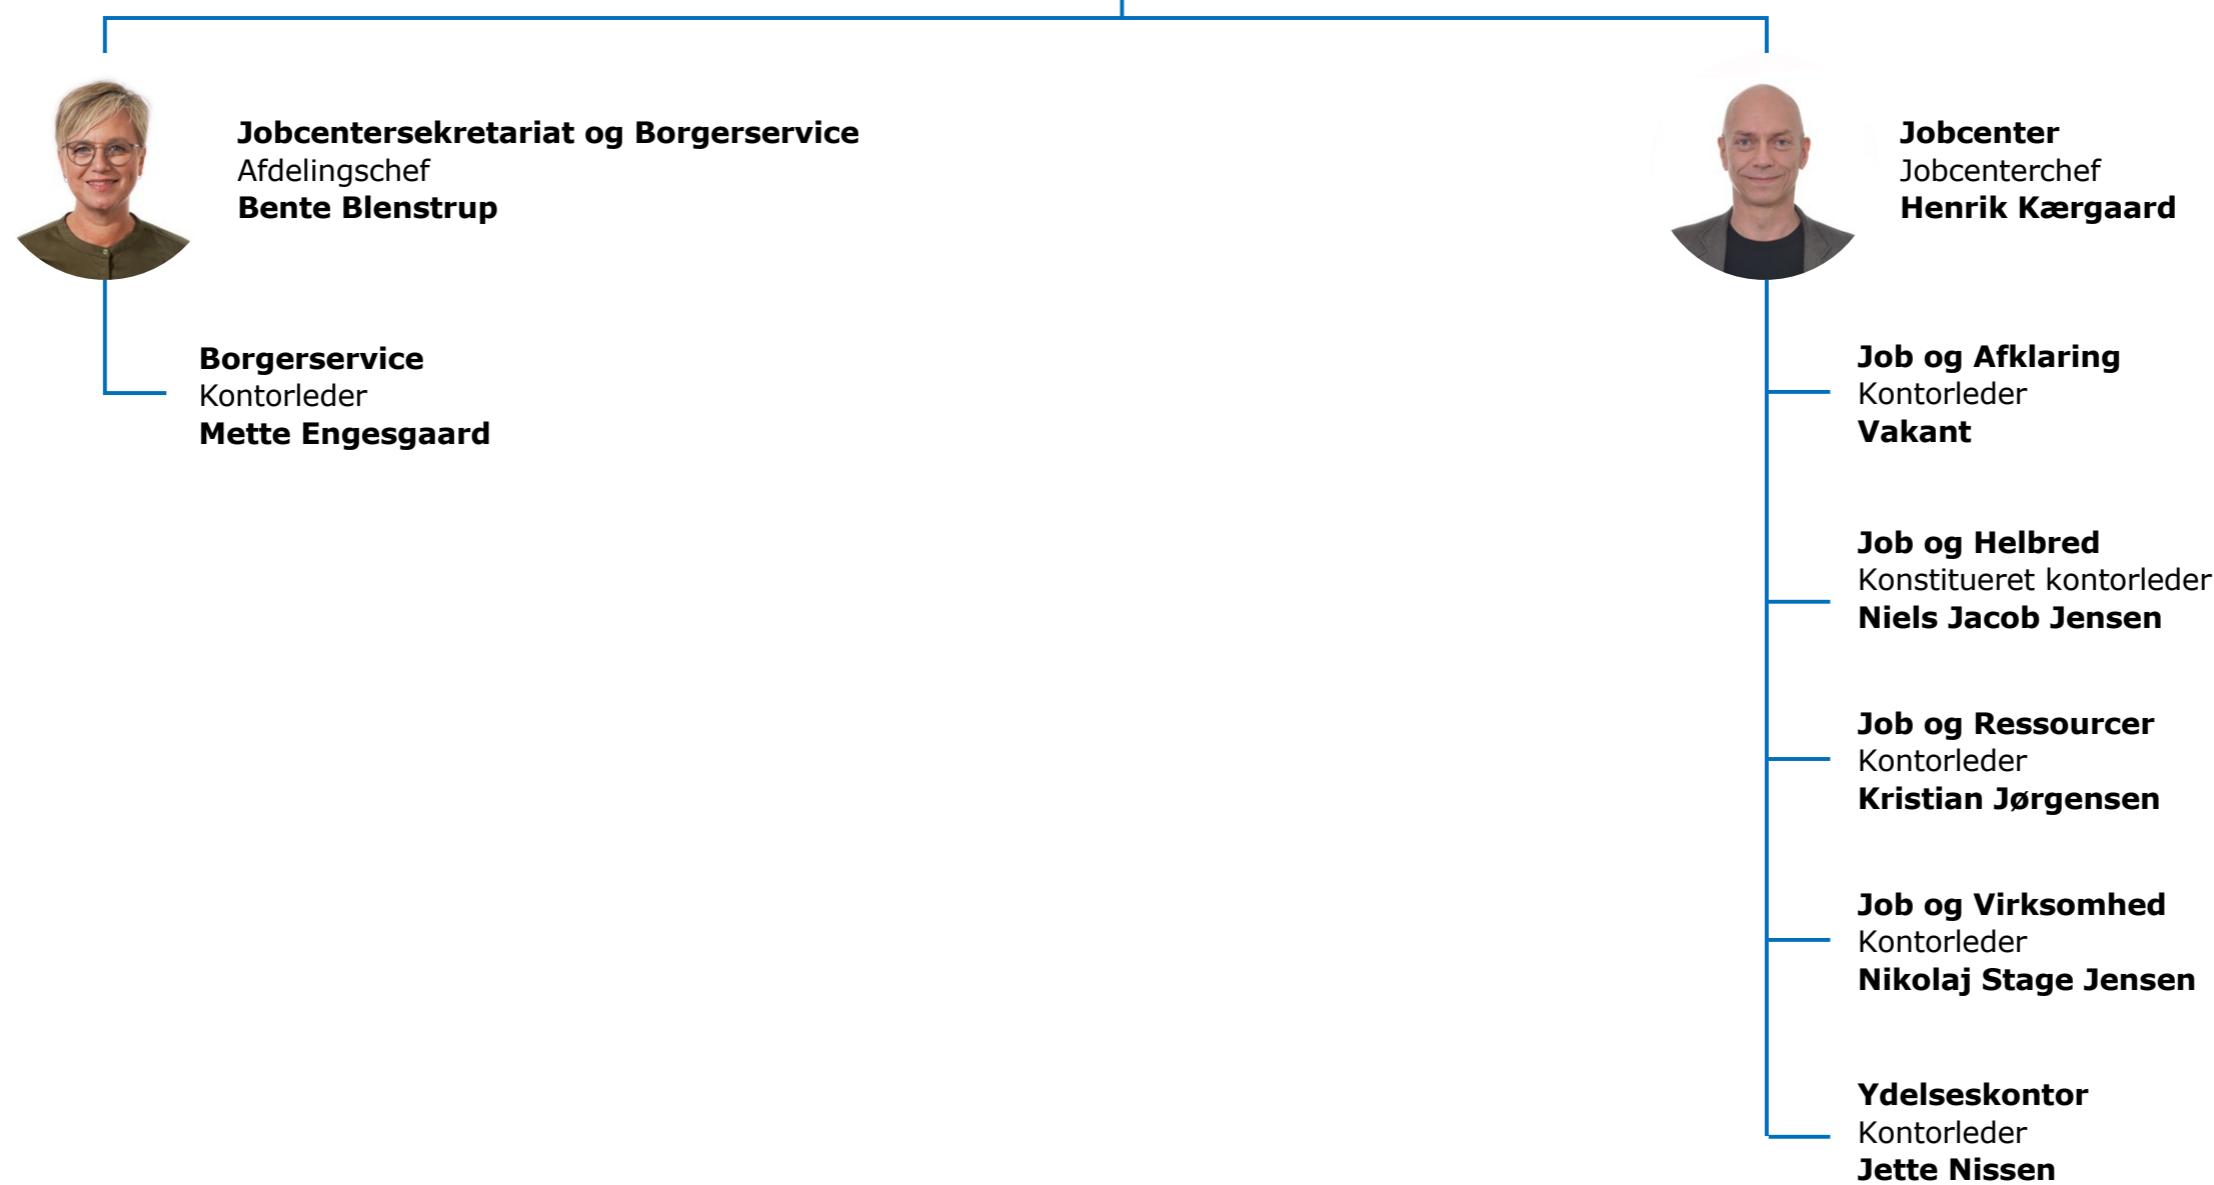 Jobcentersekretariat og Borgerservice
Afdelingschef
Bente Blenstrup
Borgerservice
Kontorleder
Mette Engesgaard
Jobcenter
Jobcenterchef
Henrik Kærgaard
Job og Afklaring
Kontorleder
Vakant
Job og Helbred
Konstitueret kontorleder
Niels Jacob Jensen
Job og Ressourcer
Kontorleder
Kristian Jørgensen
Job og Virksomhed
Kontorleder
Nikolaj Stage Jensen
Ydelseskontor
Kontorleder
Jette Nissen